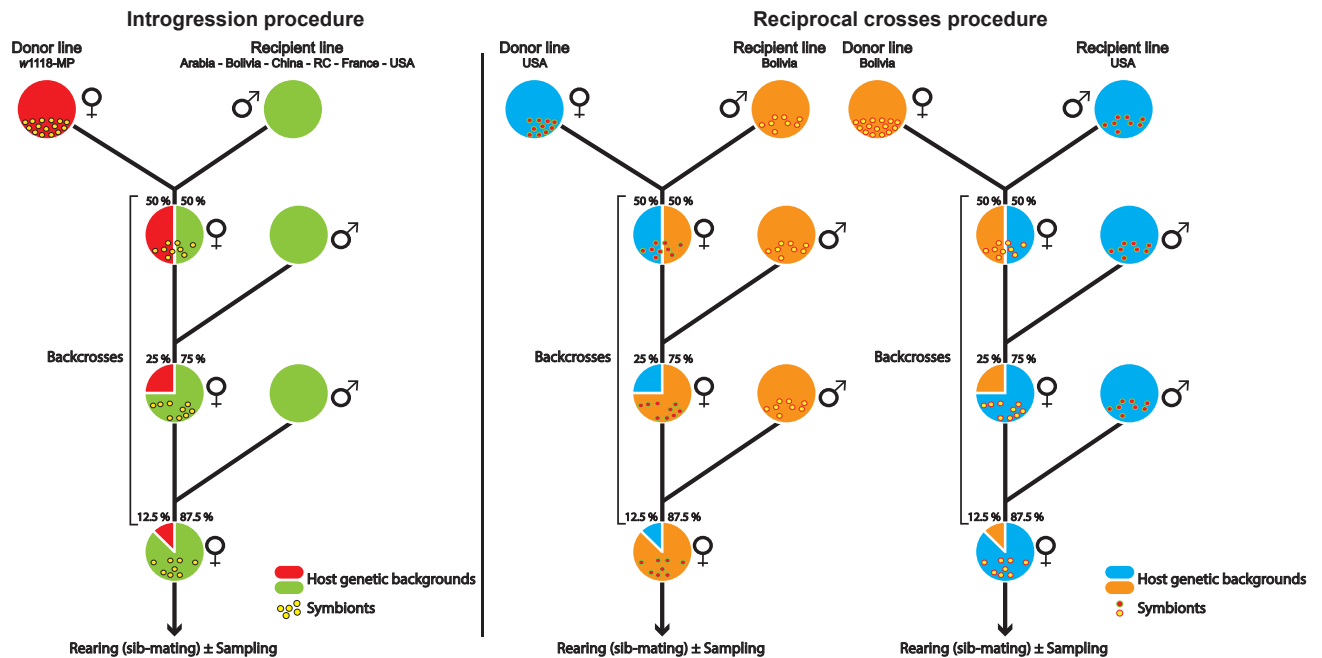 Introgression procedure
Donor line
w1118-MP
Recipient line
Arabia - Bolivia - China - RC - France - USA
50 % 50 %
Backcrosses
25 % 75 %
12.5 % 87.5 %
Host genetic backgrounds
Symbionts
Rearing (sib-mating) ± Sampling
Reciprocal crosses procedure
Donor line
USA
Recipient line
Bolivia
50 % 50 %
Backcrosses
25 % 75 %
12.5 % 87.5 %
Rearing (sib-mating) ± Sampling
Donor line
Bolivia
Recipient line
USA
50 % 50 %
Backcrosses
25 % 75 %
12.5 % 87.5 %
Host genetic backgrounds
Symbionts
Rearing (sib-mating) ± Sampling